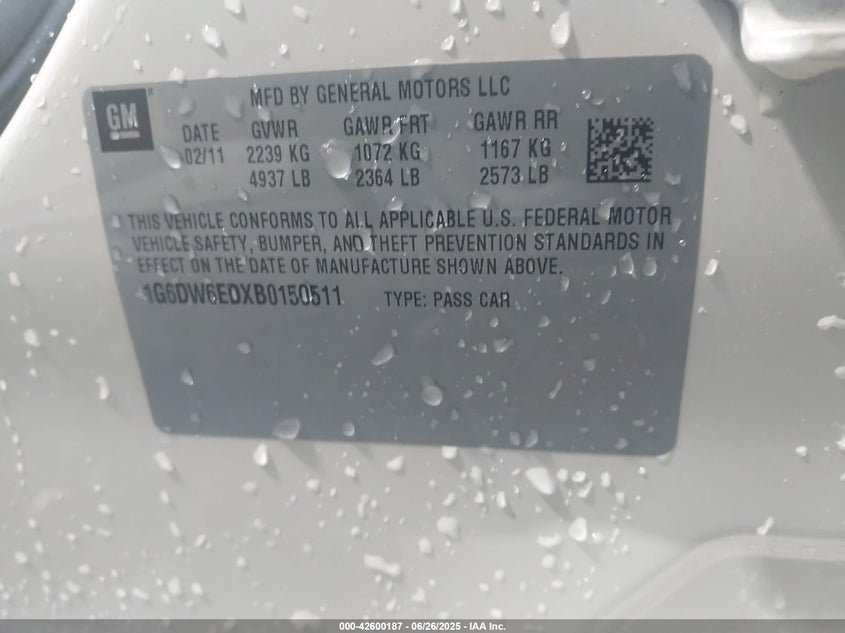 GM
MFD BY GENERAL MOTORS LLC
DATE GVWR GAWR FRT GAWR RR
02/11 2239 KG 1072 KG 1167 KG
4937 LB 2364 LB 2573 LB
THIS VEHICLE CONFORMS TO ALL APPLICABLE U.S. FEDERAL MOTOR
VEHICLE SAFETY, BUMPER, AND THEFT PREVENTION STANDARDS IN
EFFECT ON THE DATE OF MANUFACTURE SHOWN ABOVE.
1G6DW6EDXB0150511 TYPE: PASS CAR
000-42600187 - 06/26/2025 - IAA Inc.